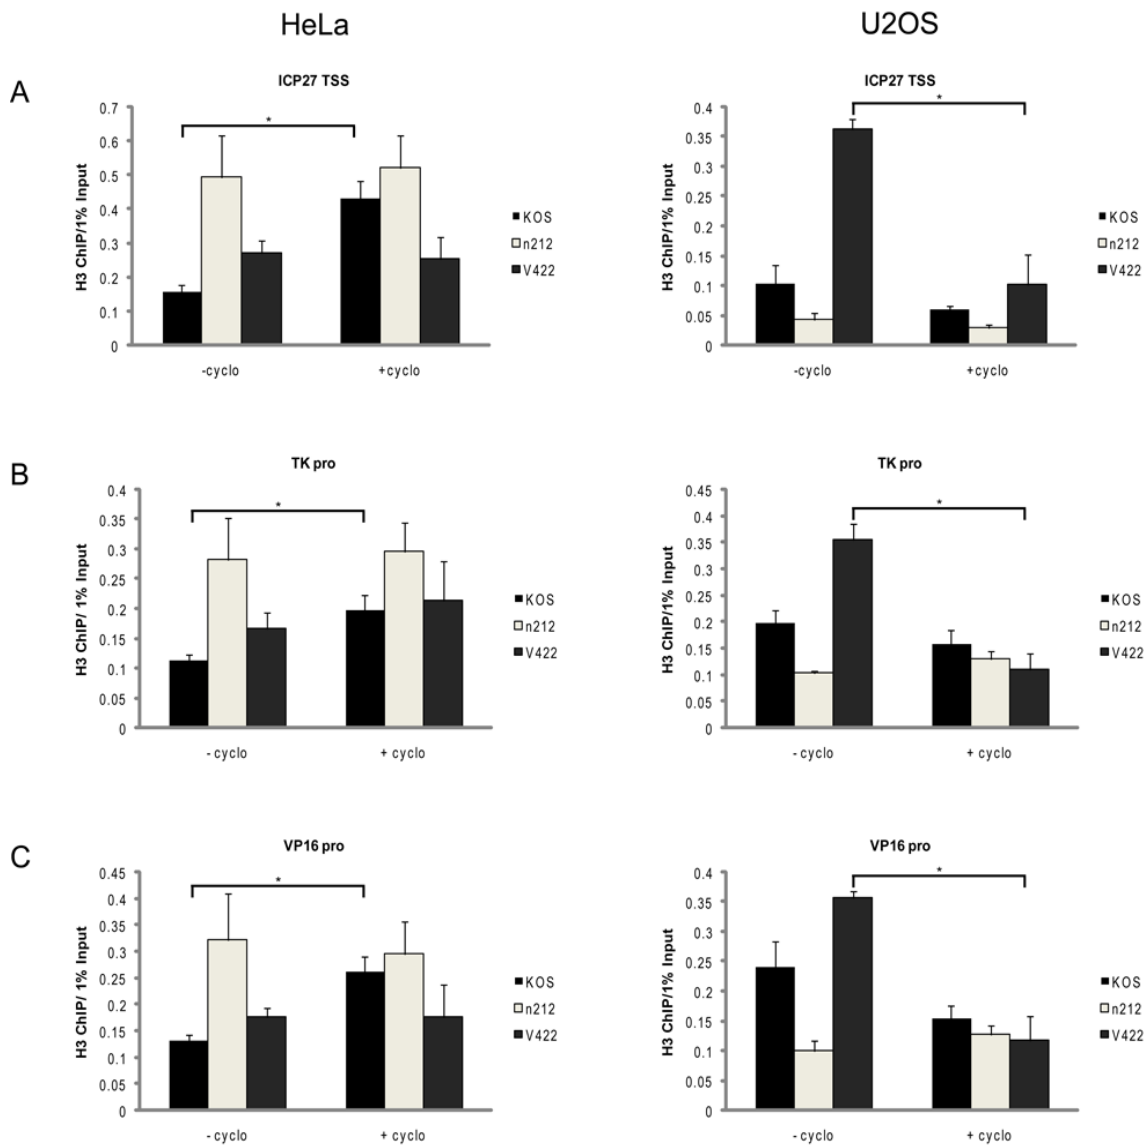 HeLa
U2OS
A
ICP27 TSS
H3 ChIP/1% Input
0.7
0.6
0.5
0.4
0.3
0.2
0.1
0
*
-cyclo
+cyclo
KOS
n212
V422
ICP27 TSS
H3 ChIP/1% Input
0.4
0.35
0.3
0.25
0.2
0.15
0.1
0.05
0
*
-cyclo
+cyclo
KOS
n212
V422
B
TK pro
H3 ChIP/ 1% Input
0.4
0.35
0.3
0.25
0.2
0.15
0.1
0.05
0
*
- cyclo
+ cyclo
KOS
n212
V422
TK pro
H3 ChIP/1% Input
0.45
0.4
0.35
0.3
0.25
0.2
0.15
0.1
0.05
0
*
- cyclo
+ cyclo
KOS
n212
V422
C
VP16 pro
H3 ChIP/ 1% Input
0.45
0.4
0.35
0.3
0.25
0.2
0.15
0.1
0.05
0
*
- cyclo
+ cyclo
KOS
n212
V422
VP16 pro
H3 ChIP/1% Input
0.4
0.35
0.3
0.25
0.2
0.15
0.1
0.05
0
*
- cyclo
+ cyclo
KOS
n212
V422